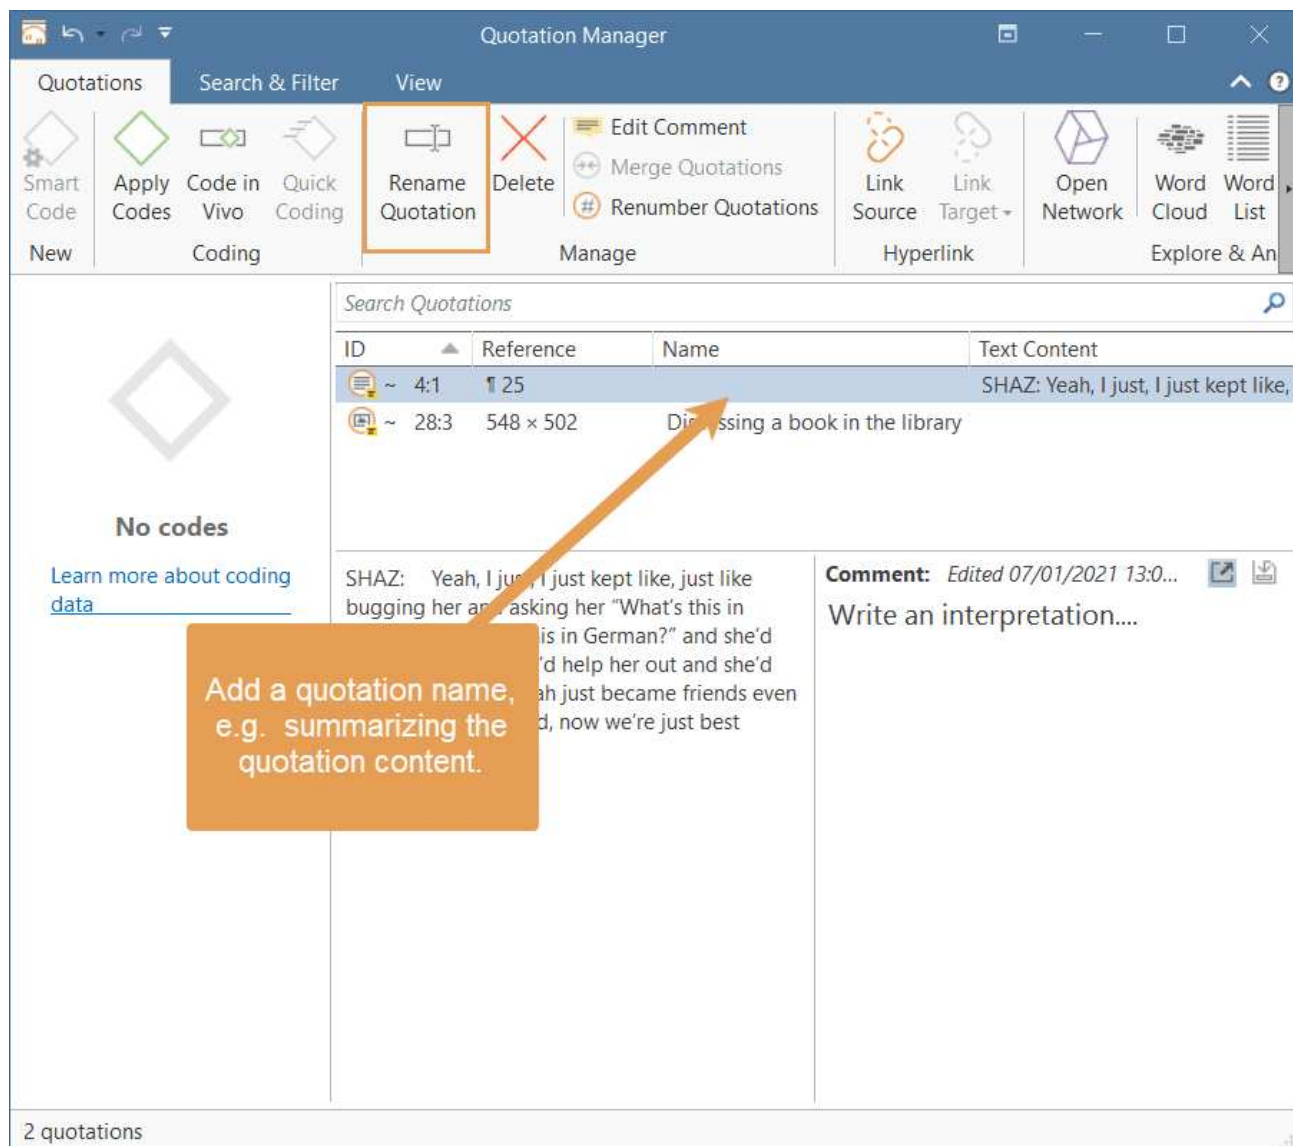 Quotation Manager
Quotations Search & Filter View
Smart Code
Apply Codes
Code in Vivo
Quick Coding
Rename Quotation
Delete
Edit Comment
Merge Quotations
Renumber Quotations
Link Source
Link Target
Open Network
Word Cloud
Word List
New Coding Manage Hyperlink Explore & An
Search Quotations
ID Reference Name Text Content
~ 4:1 ¶ 25 SHAZ: Yeah, I just, I just kept like,
~ 28:3 548 × 502 a book in the library
No codes
Learn more about coding
data
SHAZ: Yeah, I just kept like, just like
bugging her and asking her “What's this in
is in German?” and she'd
'd help her out and she'd
just became friends even
now we're just best
Comment: Edited 07/01/2021 13:0...
Write an interpretation....
Add a quotation name,
e.g. summarizing the
quotation content.
2 quotations